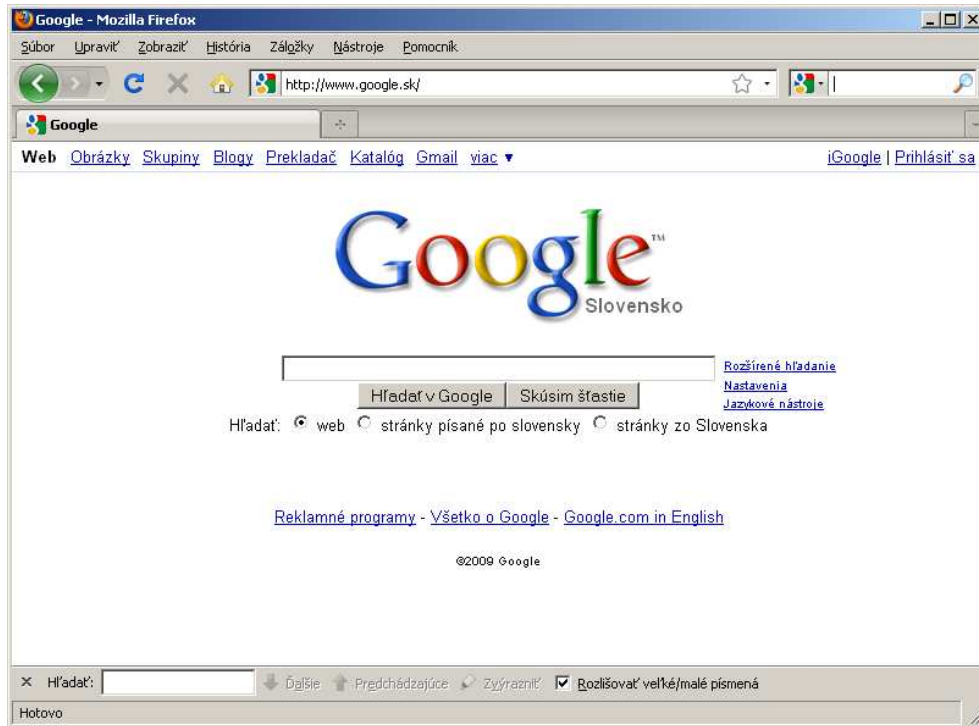 Google - Mozilla Firefox
Súbor Upraviť Zobraziť História Záložky Nástroje Pomocník
http://www.google.sk/
Google
Web Obrázky Skupiny Blogy Prekladač Katalóg Gmail viac ▼ iGoogle | Prihlásiť sa
Google™
Slovensko
Rozšírené hľadanie
Nastavenia
Jazykové nástroje
Hľadať v Google Skúsim šťastie
Hľadať: web stránky písané po slovensky stránky zo Slovenska
Reklamné programy - Všetko o Google - Google.com in English
©2009 Google
Hľadať: Ďalšie Predchádzajúce Zvýrazniť Rozlišovať veľké/malé písmená
Hotovo